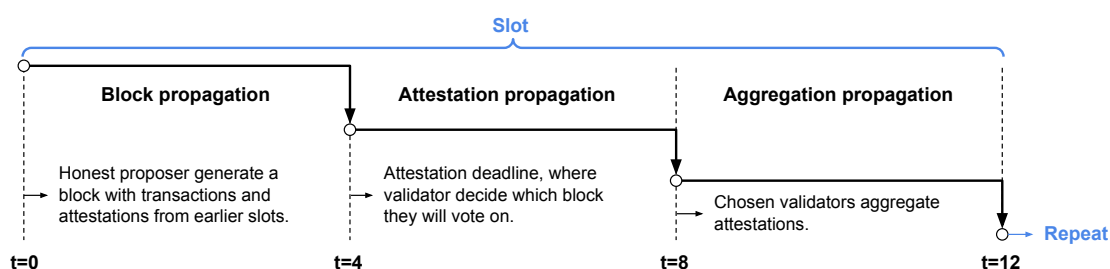 Slot
Block propagation
Attestation propagation
Aggregation propagation
Honest proposer generate a
block with transactions and
attestations from earlier slots.
Attestation deadline, where
validator decide which block
they will vote on.
Chosen validators aggregate
attestations.
Repeat
t=0
t=4
t=8
t=12